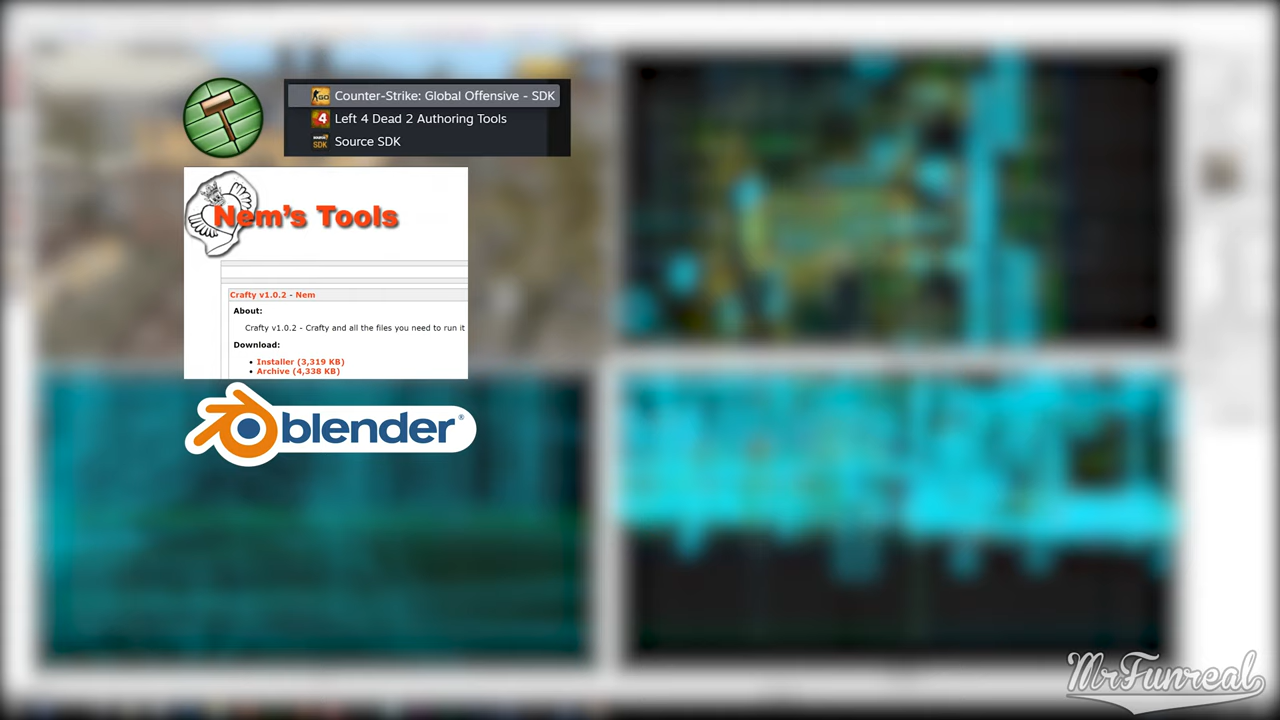 Counter-Strike: Global Offensive - SDK
Left 4 Dead 2 Authoring Tools
Source SDK
Nem's Tools
Crafty v1.0.2 - Nem
About:
Crafty v1.0.2 - Crafty and all the files you need to run it
Download:
• Installer (3,319 KB)
• Archive (4,338 KB)
blender®
MrFunreal